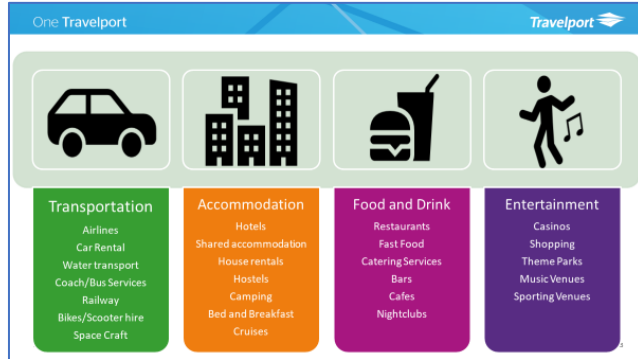 One Travelport
Travelport
Transportation
Airlines
Car Rental
Water transport
Coach/Bus Services
Railway
Bikes/Scooter hire
Space Craft
Accommodation
Hotels
Shared accommodation
House rentals
Hostels
Camping
Bed and Breakfast
Cruises
Food and Drink
Restaurants
Fast Food
Catering Services
Bars
Cafes
Nightclubs
Entertainment
Casinos
Shopping
Theme Parks
Music Venues
Sporting Venues